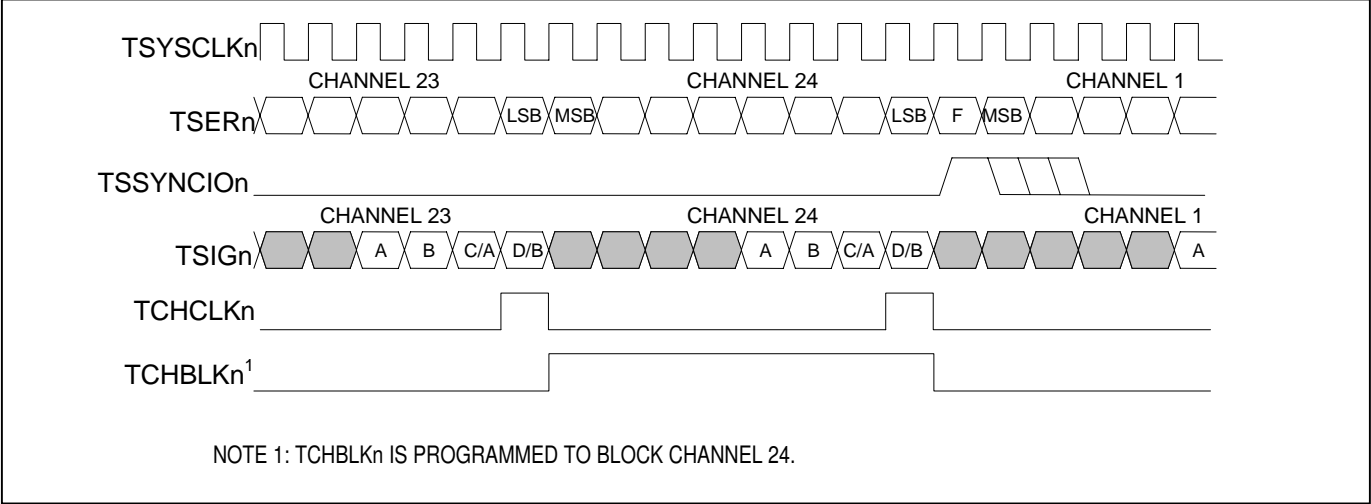 TSYSCLKn
CHANNEL 23 CHANNEL 24 CHANNEL 1
TSERn LSB MSB LSB F MSB
TSSYNCIOn
CHANNEL 23 CHANNEL 24 CHANNEL 1
TSIGn A B C/A D/B A B C/A D/B A
TCHCLKn
TCHBLKn1
NOTE 1: TCHBLKn IS PROGRAMMED TO BLOCK CHANNEL 24.